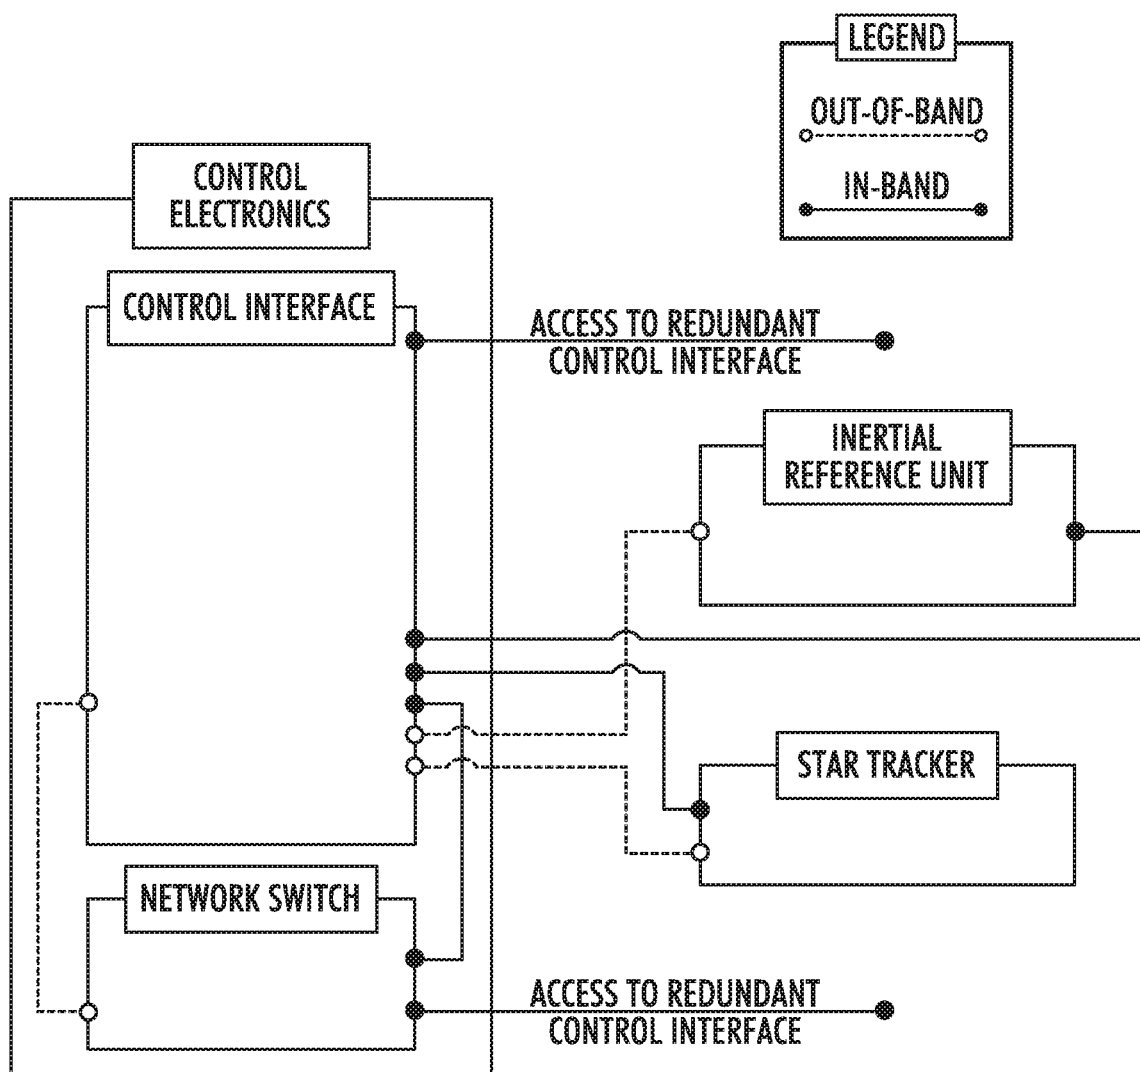 LEGEND
OUT-OF-BAND
IN-BAND
CONTROL
ELECTRONICS
CONTROL INTERFACE
ACCESS TO REDUNDANT
CONTROL INTERFACE
INERTIAL
REFERENCE UNIT
STAR TRACKER
NETWORK SWITCH
ACCESS TO REDUNDANT
CONTROL INTERFACE